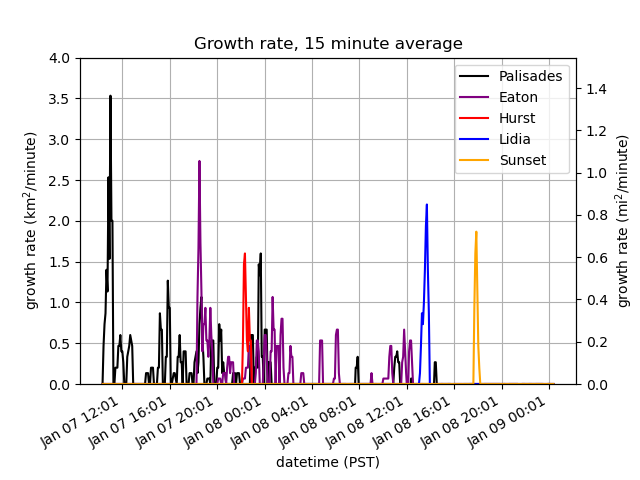 Growth rate, 15 minute average
growth rate (km²/minute)
4.0
3.5
3.0
2.5
2.0
1.5
1.0
0.5
0.0
Palisades
Eaton
Hurst
Lidia
Sunset
1.4
1.2
1.0
0.8
0.6
0.4
0.2
0.0
growth rate (mi²/minute)
Jan 07 12:01
Jan 07 16:01
Jan 07 20:01
Jan 08 00:01
Jan 08 04:01
Jan 08 08:01
Jan 08 12:01
Jan 08 16:01
Jan 08 20:01
Jan 09 00:01
datetime (PST)